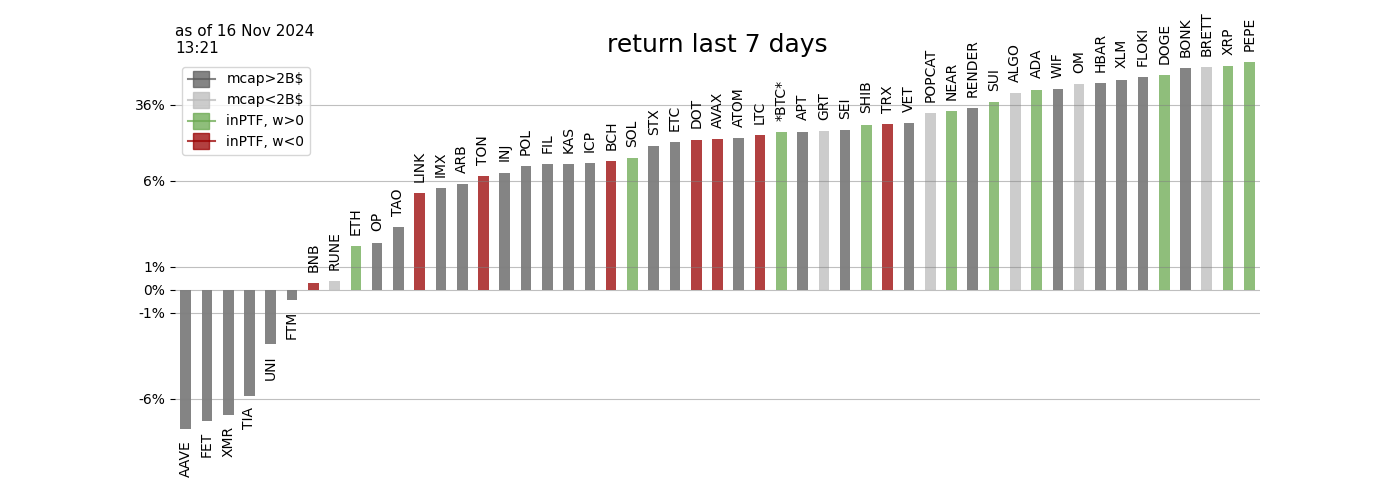 as of 16 Nov 2024
13:21
return last 7 days
mcap>2B$
mcap<2B$
inPTF, w>0
inPTF, w<0
36%
6%
1%
0%
-1%
-6%
AAVE
FET
XMR
TIA
UNI
FTM
BNB
RUNE
ETH
OP
TAO
LINK
IMX
ARB
TON
INJ
POL
FIL
KAS
ICP
BCH
SOL
STX
ETC
DOT
AVAX
ATOM
LTC
*BTC*
APT
GRT
SEI
SHIB
TRX
VET
POPCAT
NEAR
RENDER
SUI
ALGO
ADA
WIF
OM
HBAR
XLM
FLOKI
DOGE
BONK
BRETT
XRP
PEPE